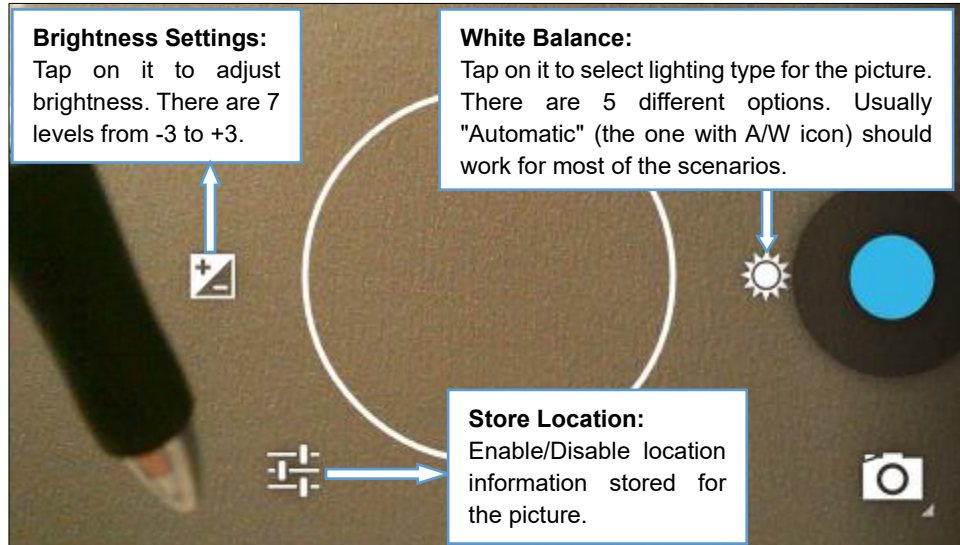 Brightness Settings:
Tap on it to adjust
brightness. There are 7
levels from -3 to +3.
White Balance:
Tap on it to select lighting type for the picture.
There are 5 different options. Usually
"Automatic" (the one with A/W icon) should
work for most of the scenarios.
Store Location:
Enable/Disable location
information stored for
the picture.